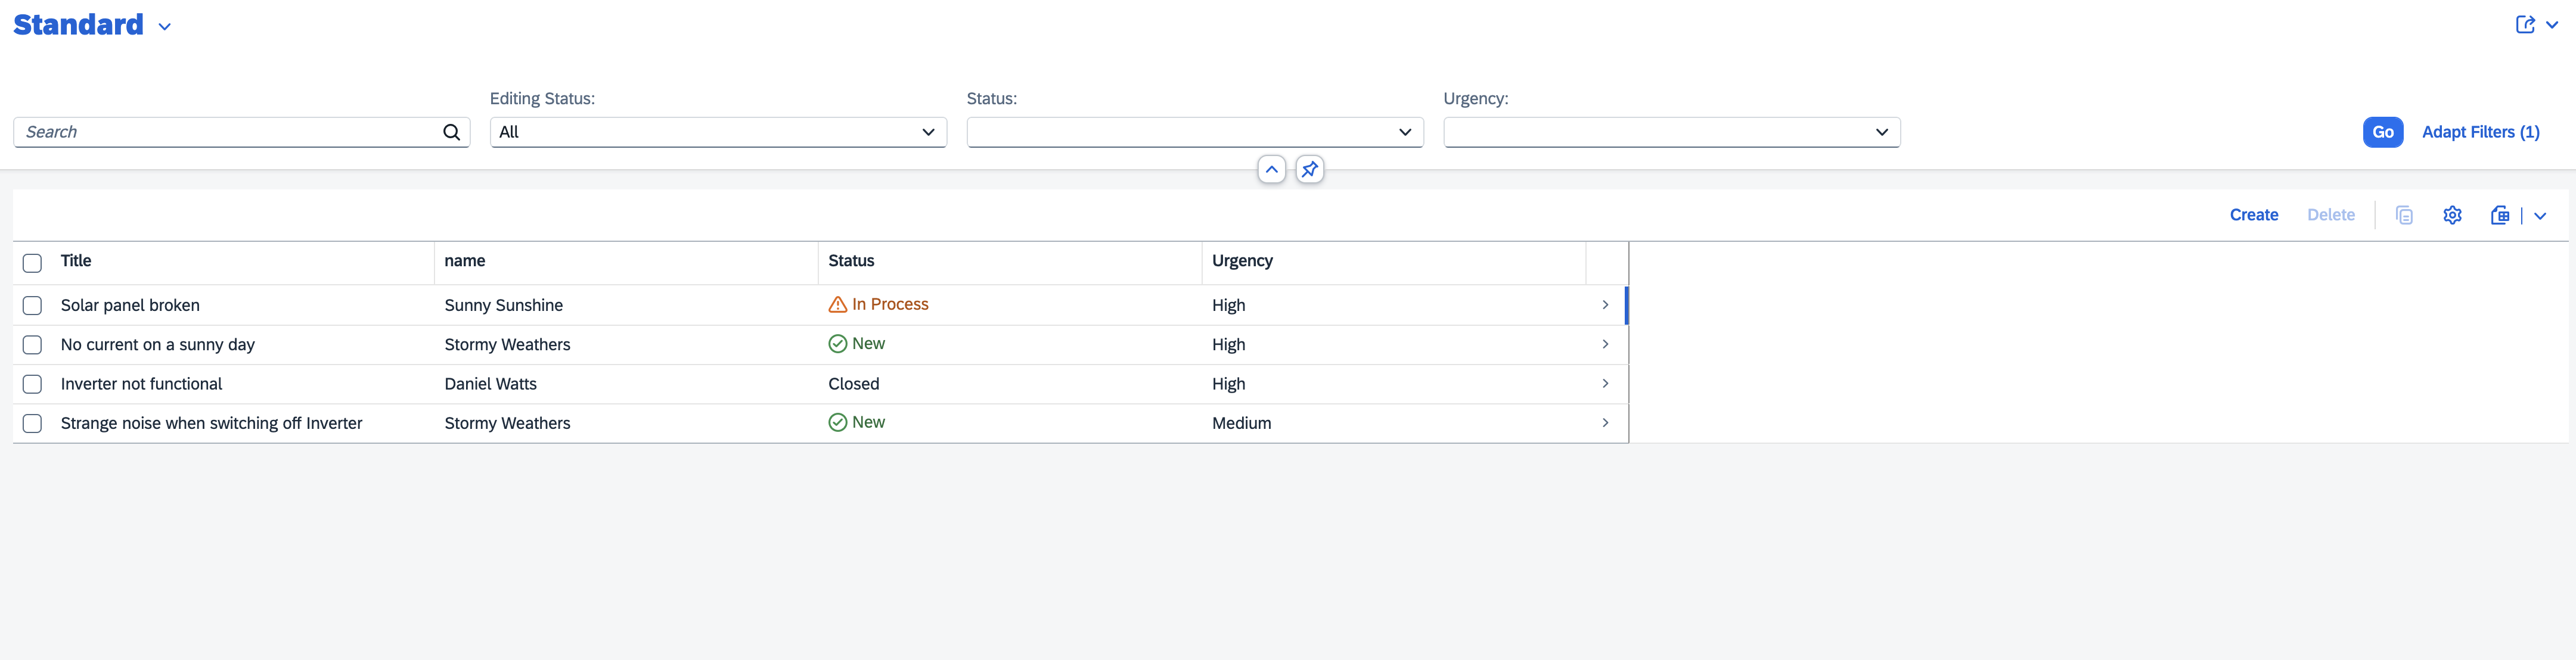 Standard
Editing Status:
Status:
Urgency:
Search
All
Go
Adapt Filters (1)
Create
Delete
Title
name
Status
Urgency
Solar panel broken
Sunny Sunshine
In Process
High
No current on a sunny day
Stormy Weathers
New
High
Inverter not functional
Daniel Watts
Closed
High
Strange noise when switching off Inverter
Stormy Weathers
New
Medium